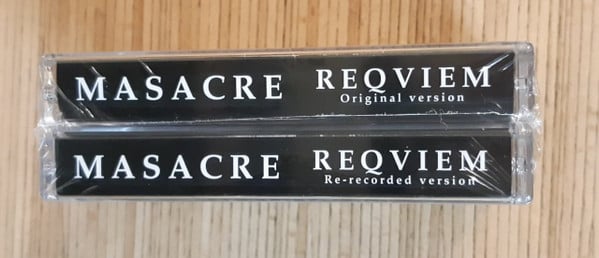 MASACRE REQVIEM
Original version
MASACRE REQVIEM
Re-recorded version